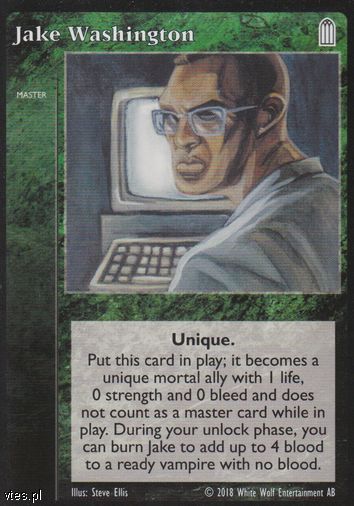 Jake Washington
MASTER
Unique.
Put this card in play; it becomes a
unique mortal ally with 1 life,
0 strength and 0 bleed and does
not count as a master card while in
play. During your unlock phase, you
can burn Jake to add up to 4 blood
to a ready vampire with no blood.
vtes.pl
Illus: Steve Ellis
© 2018 White Wolf Entertainment AB